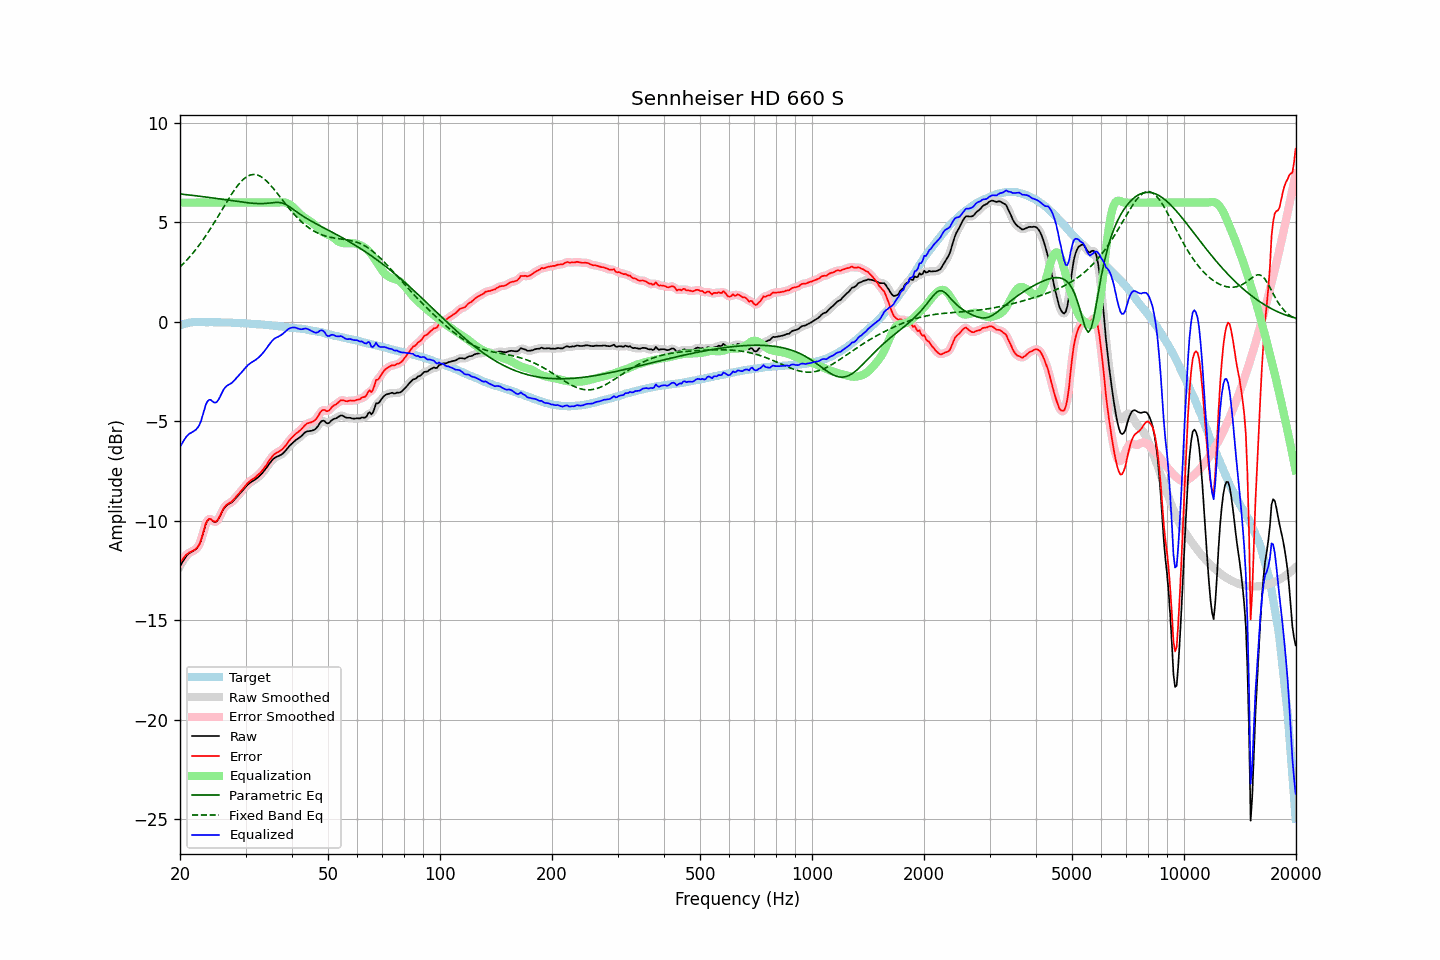 Sennheiser HD 660 S
Amplitude (dBr)
10
5
0
−5
−10
−15
−20
−25
Target
Raw Smoothed
Error Smoothed
Raw
Error
Equalization
Parametric Eq
Fixed Band Eq
Equalized
20 50 100 200 500 1000 2000 5000 10000 20000
Frequency (Hz)